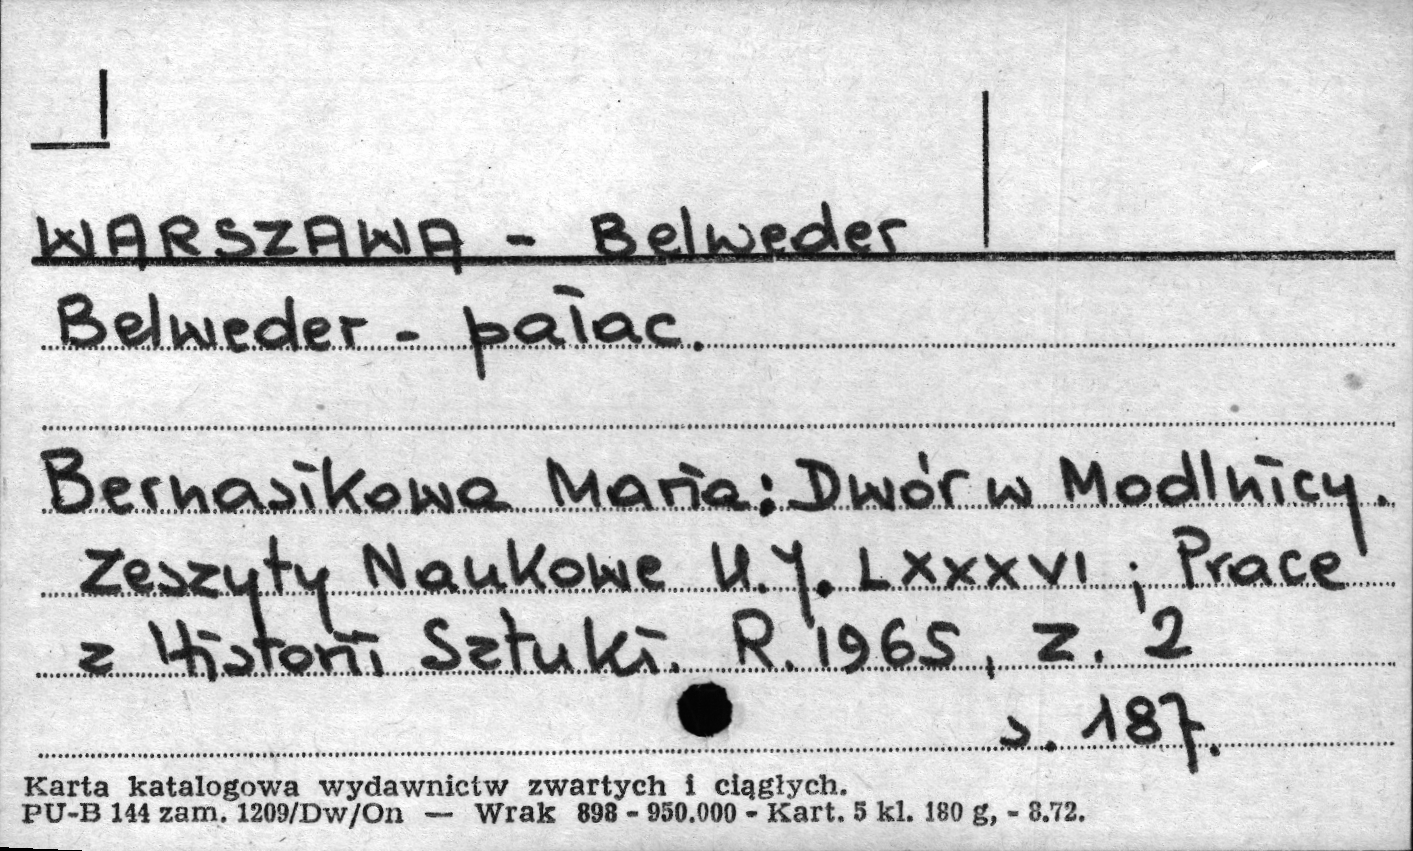 WARSZAWA - Belweder
Belweder - pałac.
Bernasikowa Maria: Dwór w Modlnicy.
Zeszyty Naukowe U.J. LXXXVI; Prace
z Historii Sztuki. R. 1965, Z. 2
s. 187.
Karta katalogowa wydawnictw zwartych i ciągłych.
PU-B 144 zam. 1209/Dw/On — Wrak 898 - 950.000 - Kart. 5 kl. 180 g, - 8.72.